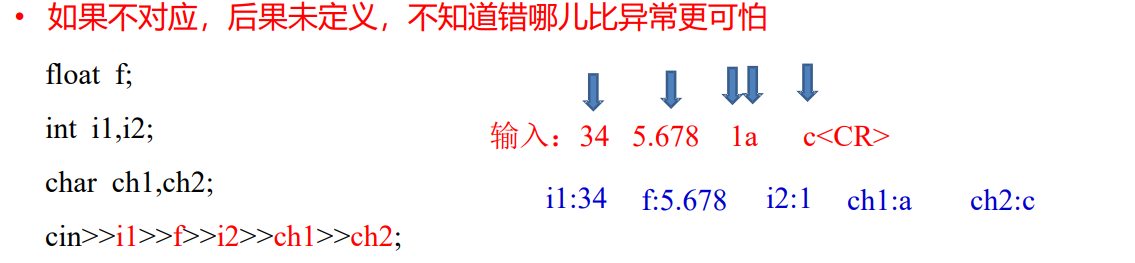 • 如果不对应，后果未定义，不知道错哪儿比异常更可怕
float f;
int i1,i2;
char ch1,ch2;
cin>>i1>>f>>i2>>ch1>>ch2;
输入：34 5.678 1a c<CR>
i1:34 f:5.678 i2:1 ch1:a ch2:c